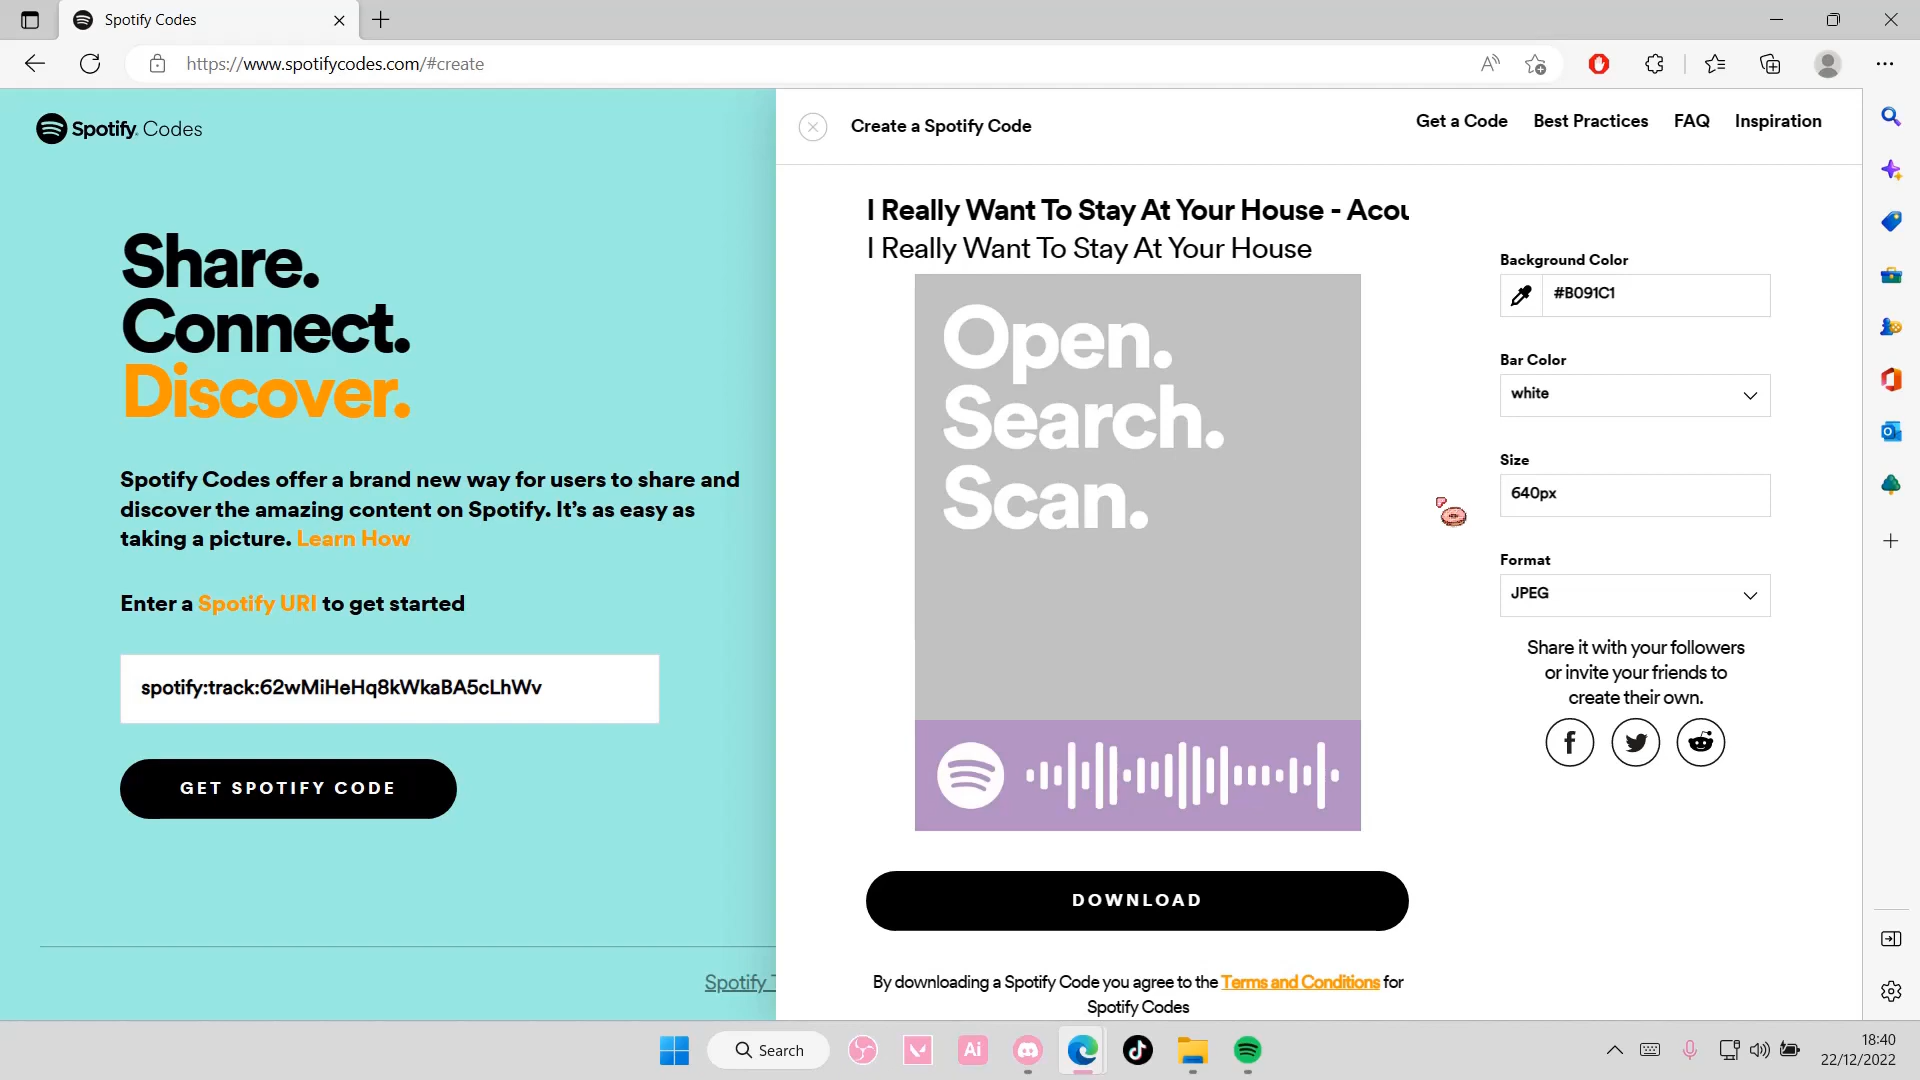 Spotify Codes
https://www.spotifycodes.com/#create
Spotify Codes
Share.
Connect.
Discover.
Spotify Codes offer a brand new way for users to share and
discover the amazing content on Spotify. It's as easy as
taking a picture. Learn How
Enter a Spotify URI to get started
spotify:track:62wMiHeHq8kWkaBA5cLhWv
GET SPOTIFY CODE
Spotify
Create a Spotify Code
Get a Code
Best Practices
FAQ
Inspiration
I Really Want To Stay At Your House - Acou
I Really Want To Stay At Your House
Open.
Search.
Scan.
DOWNLOAD
By downloading a Spotify Code you agree to the Terms and Conditions for
Spotify Codes
Background Color
#B091C1
Bar Color
white
Size
640px
Format
JPEG
Share it with your followers
or invite your friends to
create their own.
Search
Ai
18:40
22/12/2022